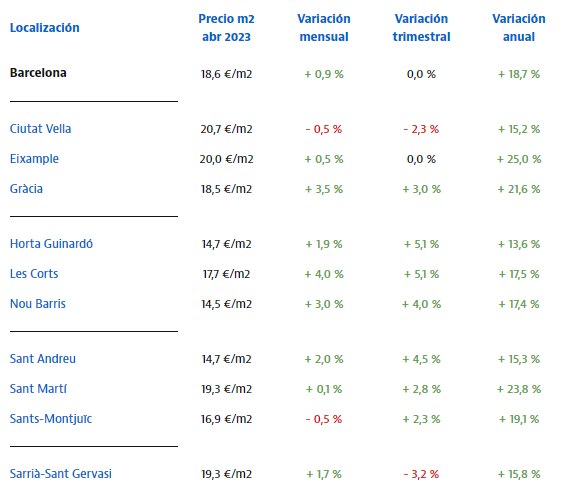 Localización Precio m2 abr 2023 Variación mensual Variación trimestral Variación anual
Barcelona 18,6 €/m2 + 0,9 % 0,0 % + 18,7 %
Ciutat Vella 20,7 €/m2 - 0,5 % - 2,3 % + 15,2 %
Eixample 20,0 €/m2 + 0,5 % 0,0 % + 25,0 %
Gràcia 18,5 €/m2 + 3,5 % + 3,0 % + 21,6 %
Horta Guinardó 14,7 €/m2 + 1,9 % + 5,1 % + 13,6 %
Les Corts 17,7 €/m2 + 4,0 % + 5,1 % + 17,5 %
Nou Barris 14,5 €/m2 + 3,0 % + 4,0 % + 17,4 %
Sant Andreu 14,7 €/m2 + 2,0 % + 4,5 % + 15,3 %
Sant Martí 19,3 €/m2 + 0,1 % + 2,8 % + 23,8 %
Sants-Montjuïc 16,9 €/m2 - 0,5 % + 2,3 % + 19,1 %
Sarrià-Sant Gervasi 19,3 €/m2 + 1,7 % - 3,2 % + 15,8 %